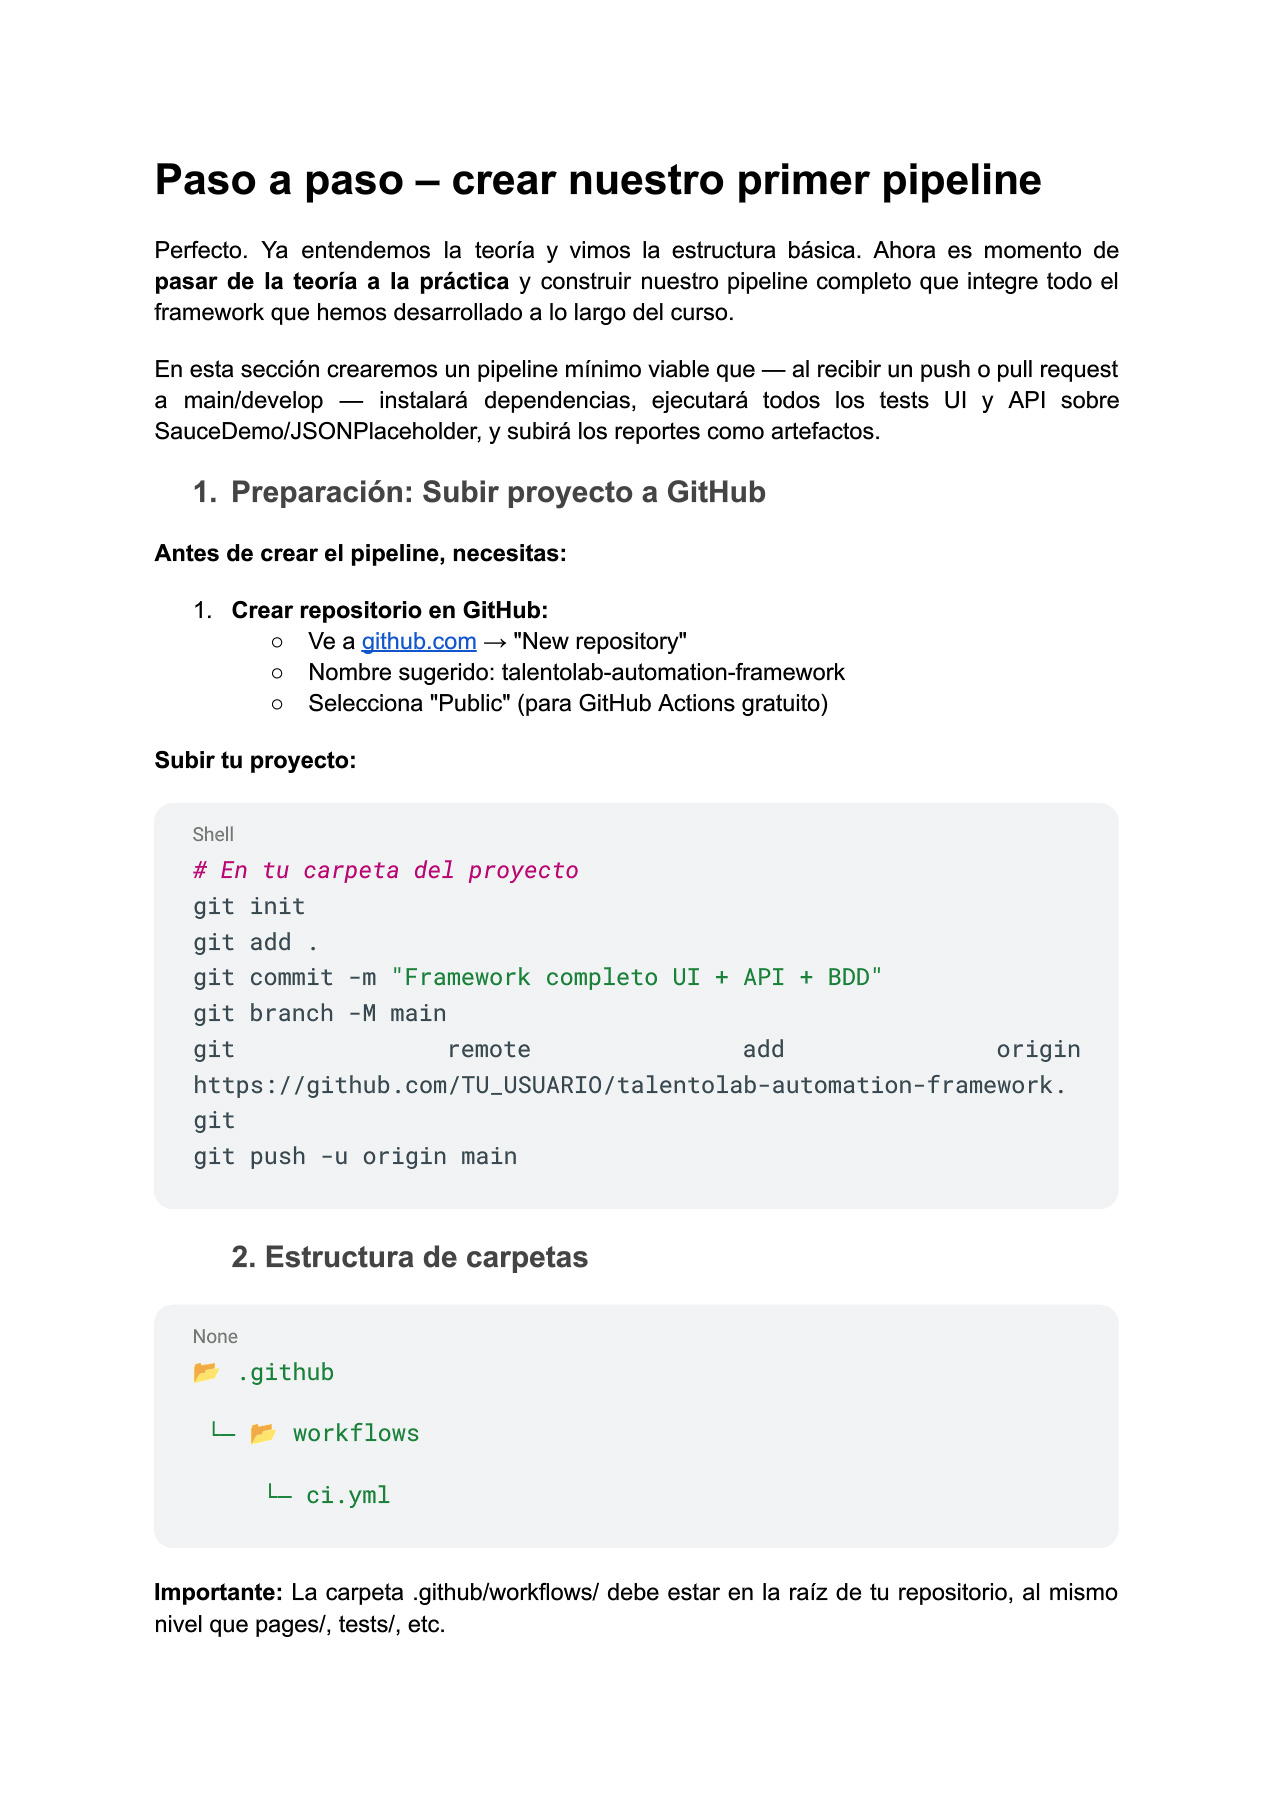 Paso a paso – crear nuestro primer pipeline
Perfecto. Ya entendemos la teoría y vimos la estructura básica. Ahora es momento de
pasar de la teoría a la práctica y construir nuestro pipeline completo que integre todo el
framework que hemos desarrollado a lo largo del curso.
En esta sección crearemos un pipeline mínimo viable que — al recibir un push o pull request
a main/develop — instalará dependencias, ejecutará todos los tests UI y API sobre
SauceDemo/JSONPlaceholder, y subirá los reportes como artefactos.
1. Preparación: Subir proyecto a GitHub
Antes de crear el pipeline, necesitas:
1. Crear repositorio en GitHub:
○ Ve a github.com → "New repository"
○ Nombre sugerido: talentolab-automation-framework
○ Selecciona "Public" (para GitHub Actions gratuito)
Subir tu proyecto:
Shell
# En tu carpeta del proyecto
git init
git add .
git commit -m "Framework completo UI + API + BDD"
git branch -M main
git remote add origin
https://github.com/TU_USUARIO/talentolab-automation-framework.
git
git push -u origin main
2. Estructura de carpetas
None
📂 .github
└─ 📂 workflows
└─ ci.yml
Importante: La carpeta .github/workflows/ debe estar en la raíz de tu repositorio, al mismo
nivel que pages/, tests/, etc.